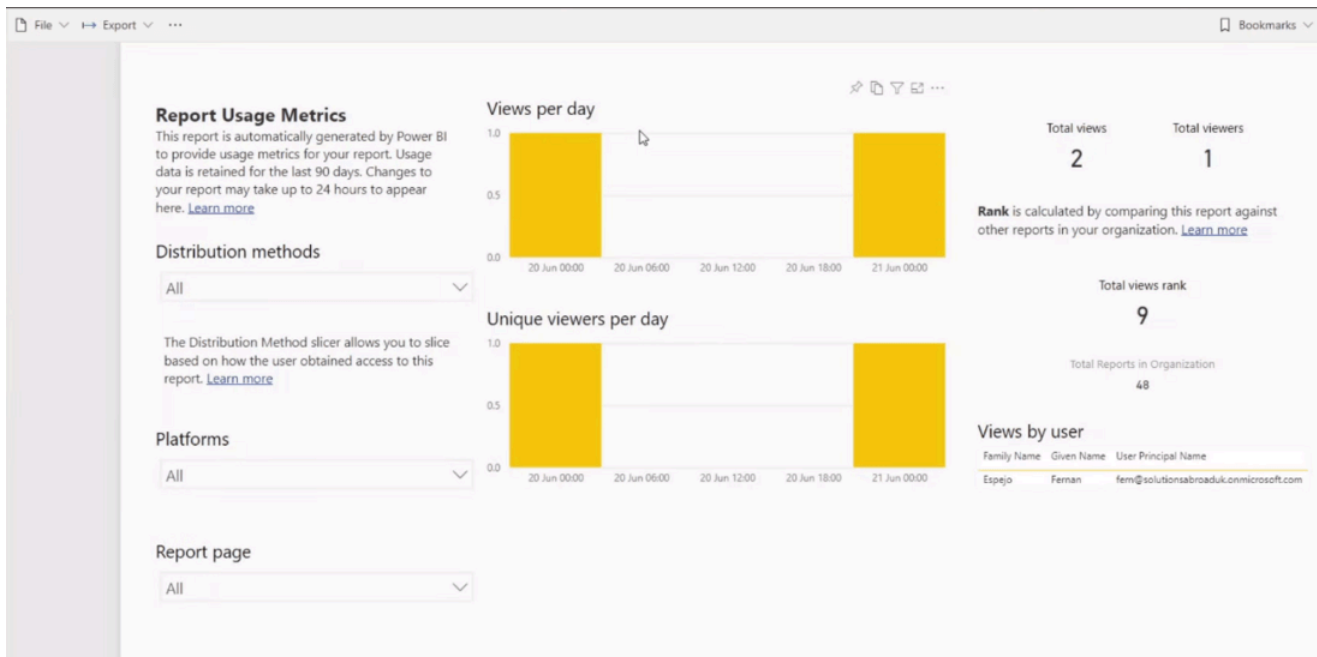 File Export ... Bookmarks
Report Usage Metrics
This report is automatically generated by Power BI
to provide usage metrics for your report. Usage
data is retained for the last 90 days. Changes to
your report may take up to 24 hours to appear
here. Learn more
Distribution methods
All
The Distribution Method slicer allows you to slice
based on how the user obtained access to this
report. Learn more
Platforms
All
Report page
All
Views per day
1.0
0.5
0.0
20 Jun 00:00 20 Jun 06:00 20 Jun 12:00 20 Jun 18:00 21 Jun 00:00
Unique viewers per day
1.0
0.5
0.0
20 Jun 00:00 20 Jun 06:00 20 Jun 12:00 20 Jun 18:00 21 Jun 00:00
Total views Total viewers
2 1
Rank is calculated by comparing this report against
other reports in your organization. Learn more
Total views rank
9
Total Reports in Organization
48
Views by user
Family Name Given Name User Principal Name
Espejo Fernan fern@solutionsabroaduk.onmicrosoft.com